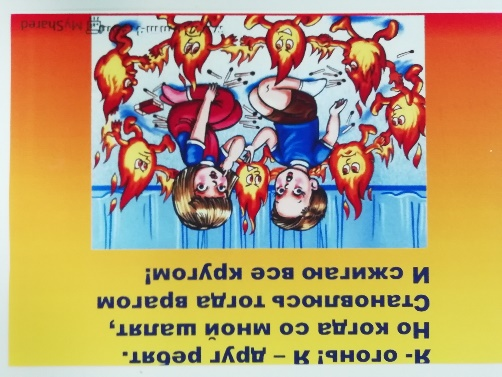 Я- огонь! Я – друг ребят.
Но когда со мной шалят,
Становлюсь тогда врагом
И сжигаю все кругом!
MyShared